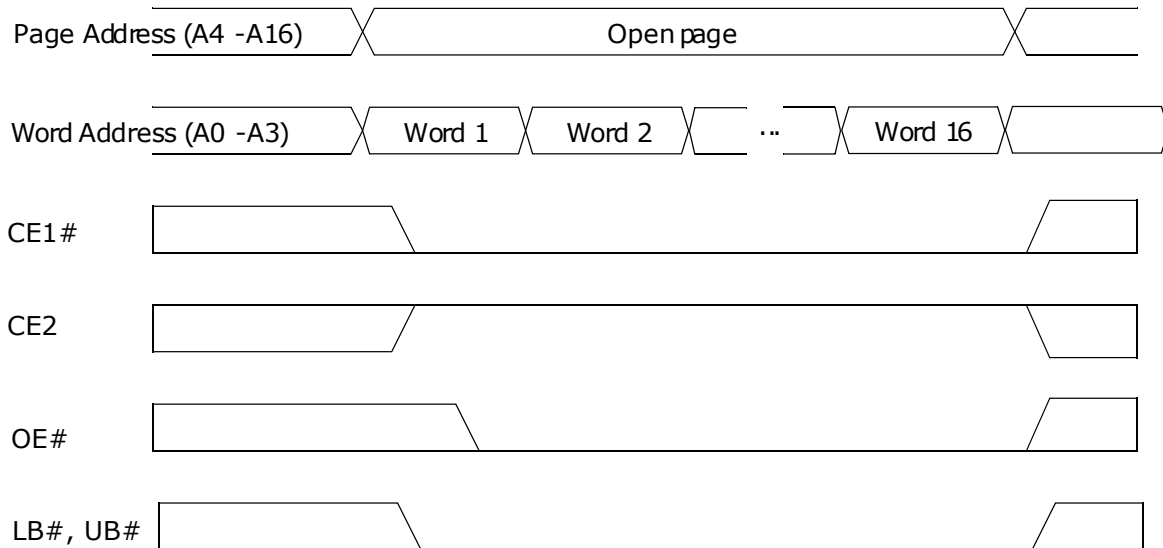 Page Address (A4 -A16) Open page
Word Address (A0 -A3) Word 1 Word 2 ... Word 16
CE1#
CE2
OE#
LB#, UB#